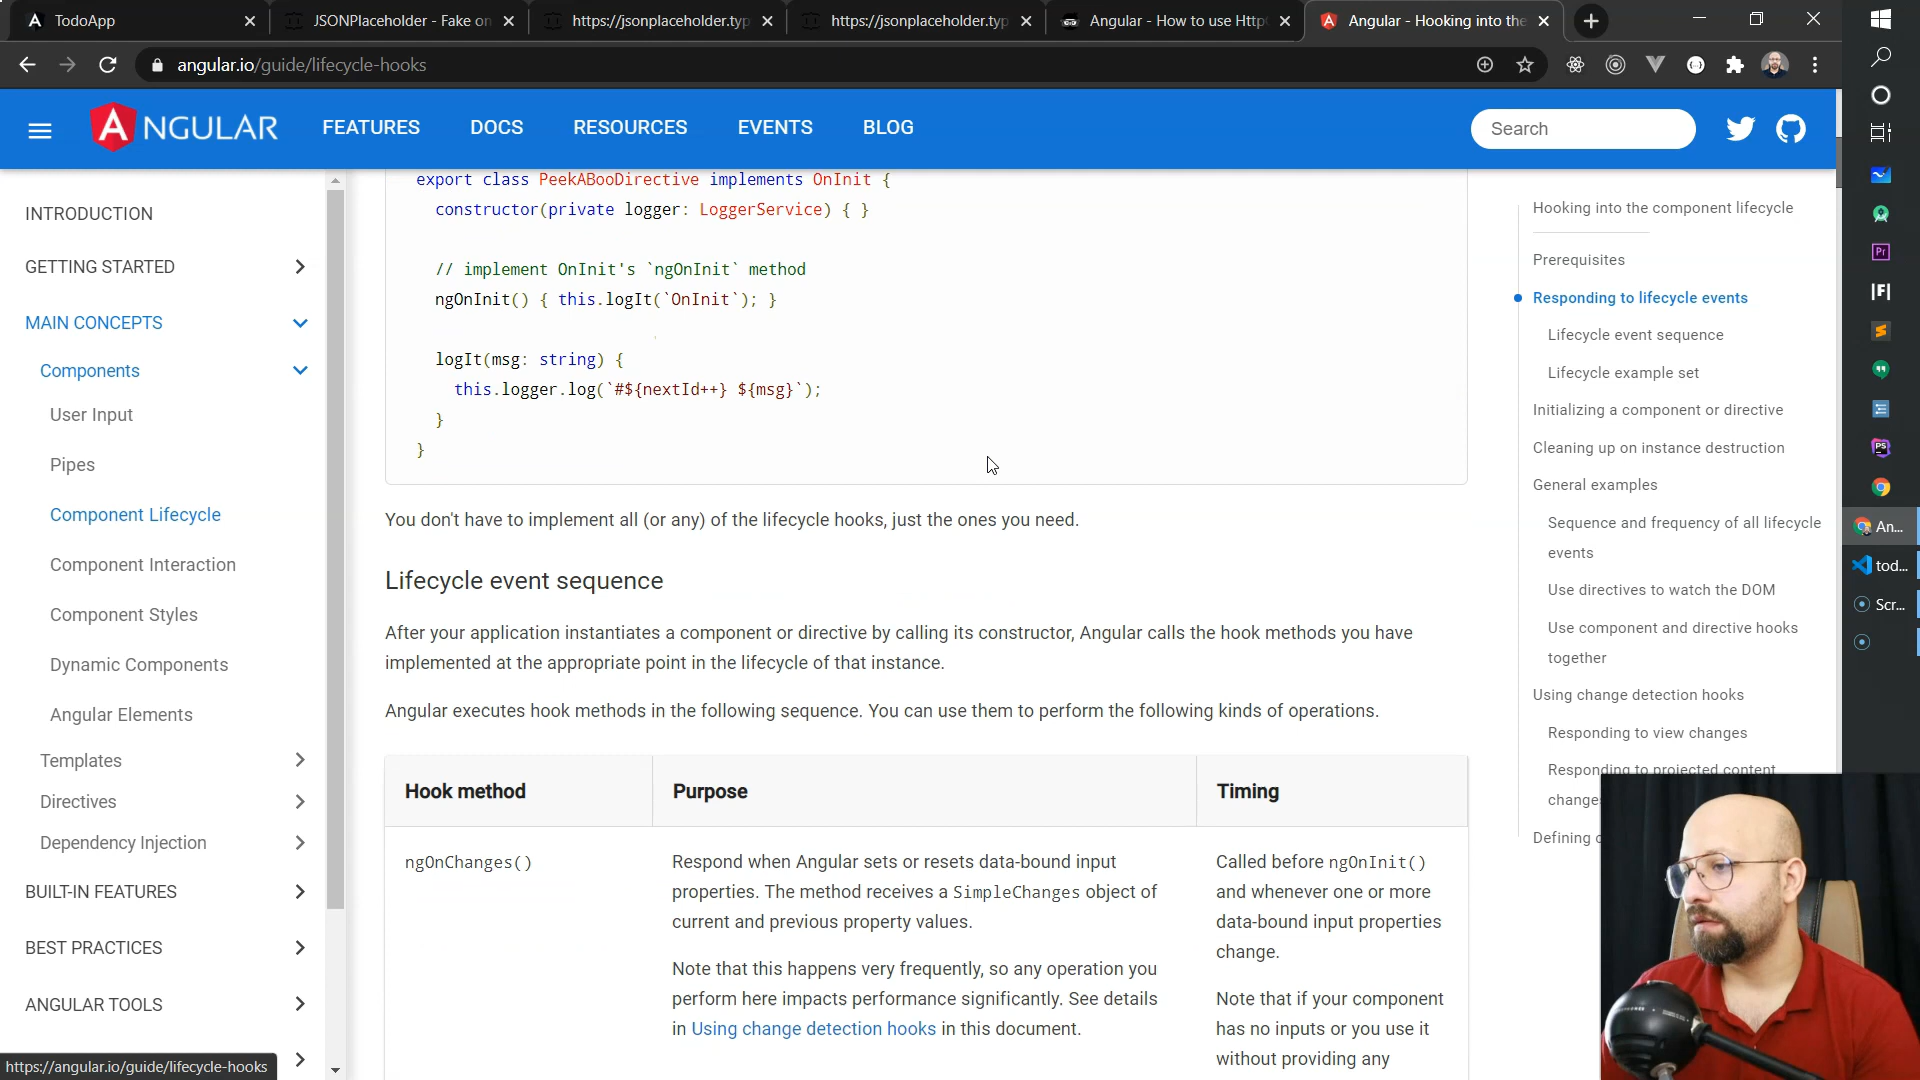 TodoApp
JSONPlaceholder - Fake on
https://jsonplaceholder.typ
https://jsonplaceholder.typ
Angular - How to use Http
Angular - Hooking into the
angular.io/guide/lifecycle-hooks
ANGULAR
FEATURES
DOCS
RESOURCES
EVENTS
BLOG
Search
INTRODUCTION
GETTING STARTED
MAIN CONCEPTS
Components
User Input
Pipes
Component Lifecycle
Component Interaction
Component Styles
Dynamic Components
Angular Elements
Templates
Directives
Dependency Injection
BUILT-IN FEATURES
BEST PRACTICES
ANGULAR TOOLS
https://angular.io/guide/lifecycle-hooks
export class PeekABooDirective implements OnInit {
constructor(private logger: LoggerService) { }
// implement OnInit's `ngOnInit` method
ngOnInit() { this.logIt(`OnInit`); }
logIt(msg: string) {
this.logger.log(`#${nextId++} ${msg}`);
}
}
You don't have to implement all (or any) of the lifecycle hooks, just the ones you need.
Lifecycle event sequence
After your application instantiates a component or directive by calling its constructor, Angular calls the hook methods you have
implemented at the appropriate point in the lifecycle of that instance.
Angular executes hook methods in the following sequence. You can use them to perform the following kinds of operations.
Hook method
Purpose
Timing
ngOnChanges()
Respond when Angular sets or resets data-bound input
properties. The method receives a SimpleChanges object of
current and previous property values.
Note that this happens very frequently, so any operation you
perform here impacts performance significantly. See details
in Using change detection hooks in this document.
Called before ngOnInit()
and whenever one or more
data-bound input properties
change.
Note that if your component
has no inputs or you use it
without providing any
Hooking into the component lifecycle
Prerequisites
Responding to lifecycle events
Lifecycle event sequence
Lifecycle example set
Initializing a component or directive
Cleaning up on instance destruction
General examples
Sequence and frequency of all lifecycle
events
Use directives to watch the DOM
Use component and directive hooks
together
Using change detection hooks
Responding to view changes
Responding to projected content
change
Defining
Pr
|F|
PS
An...
tod...
Scr...